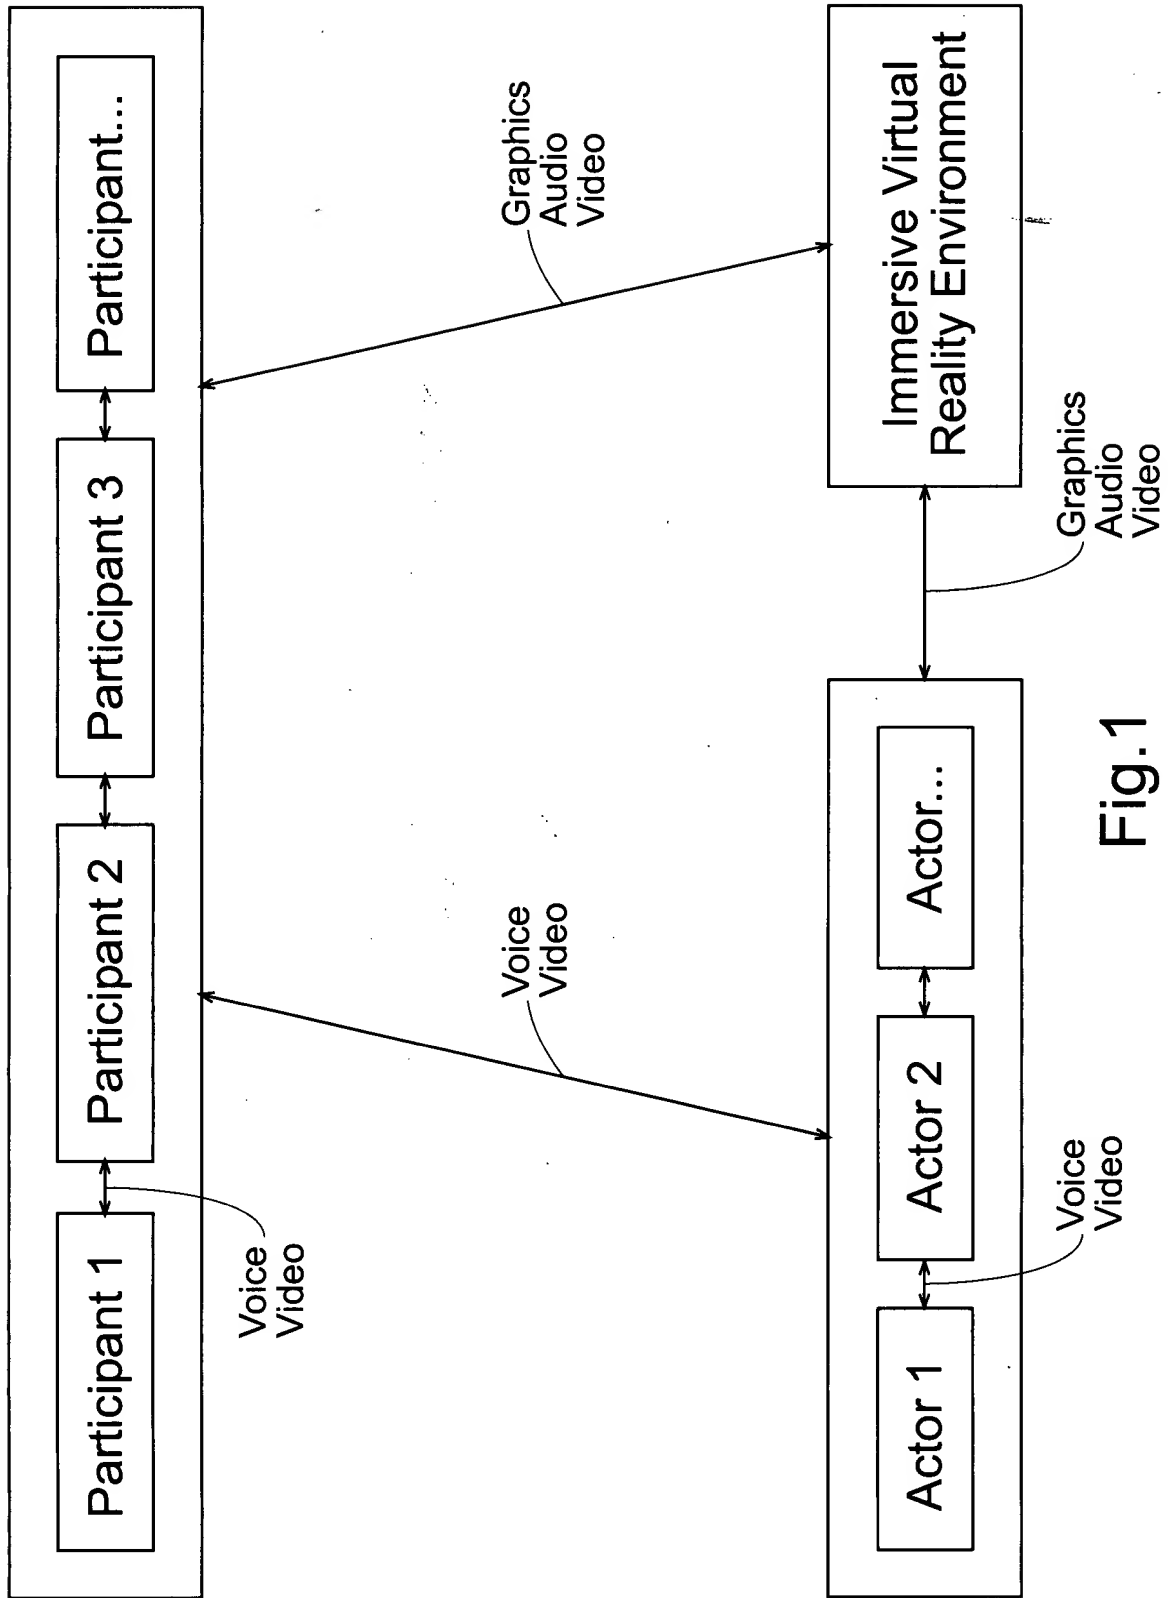 Participant 1
Participant 2
Participant 3
Participant...
Voice
Video
Voice
Video
Graphics
Audio
Video
Actor 1
Actor 2
Actor...
Immersive Virtual
Reality Environment
Voice
Video
Graphics
Audio
Video
Fig.1